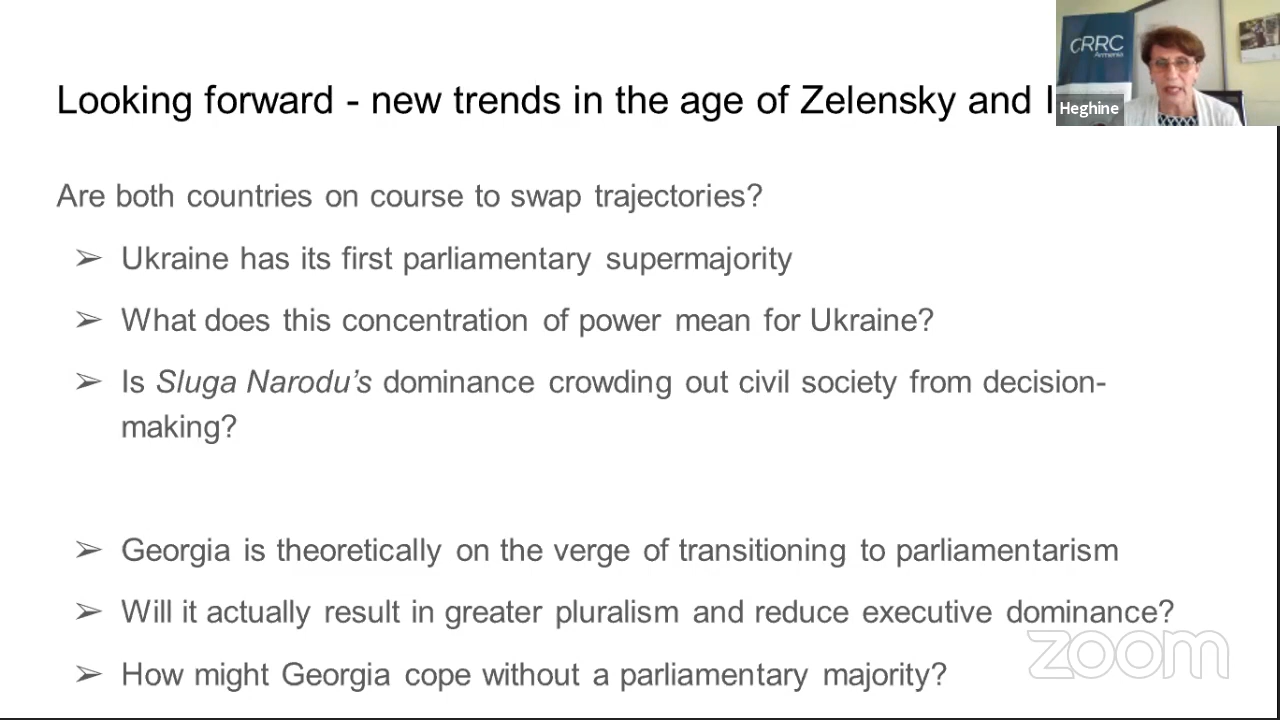 CRRC
Armenia
Looking forward - new trends in the age of Zelensky and
Heghine
Are both countries on course to swap trajectories?
➢ Ukraine has its first parliamentary supermajority
➢ What does this concentration of power mean for Ukraine?
➢ Is Sluga Narodu’s dominance crowding out civil society from decision-
making?
➢ Georgia is theoretically on the verge of transitioning to parliamentarism
➢ Will it actually result in greater pluralism and reduce executive dominance?
➢ How might Georgia cope without a parliamentary majority?
zoom